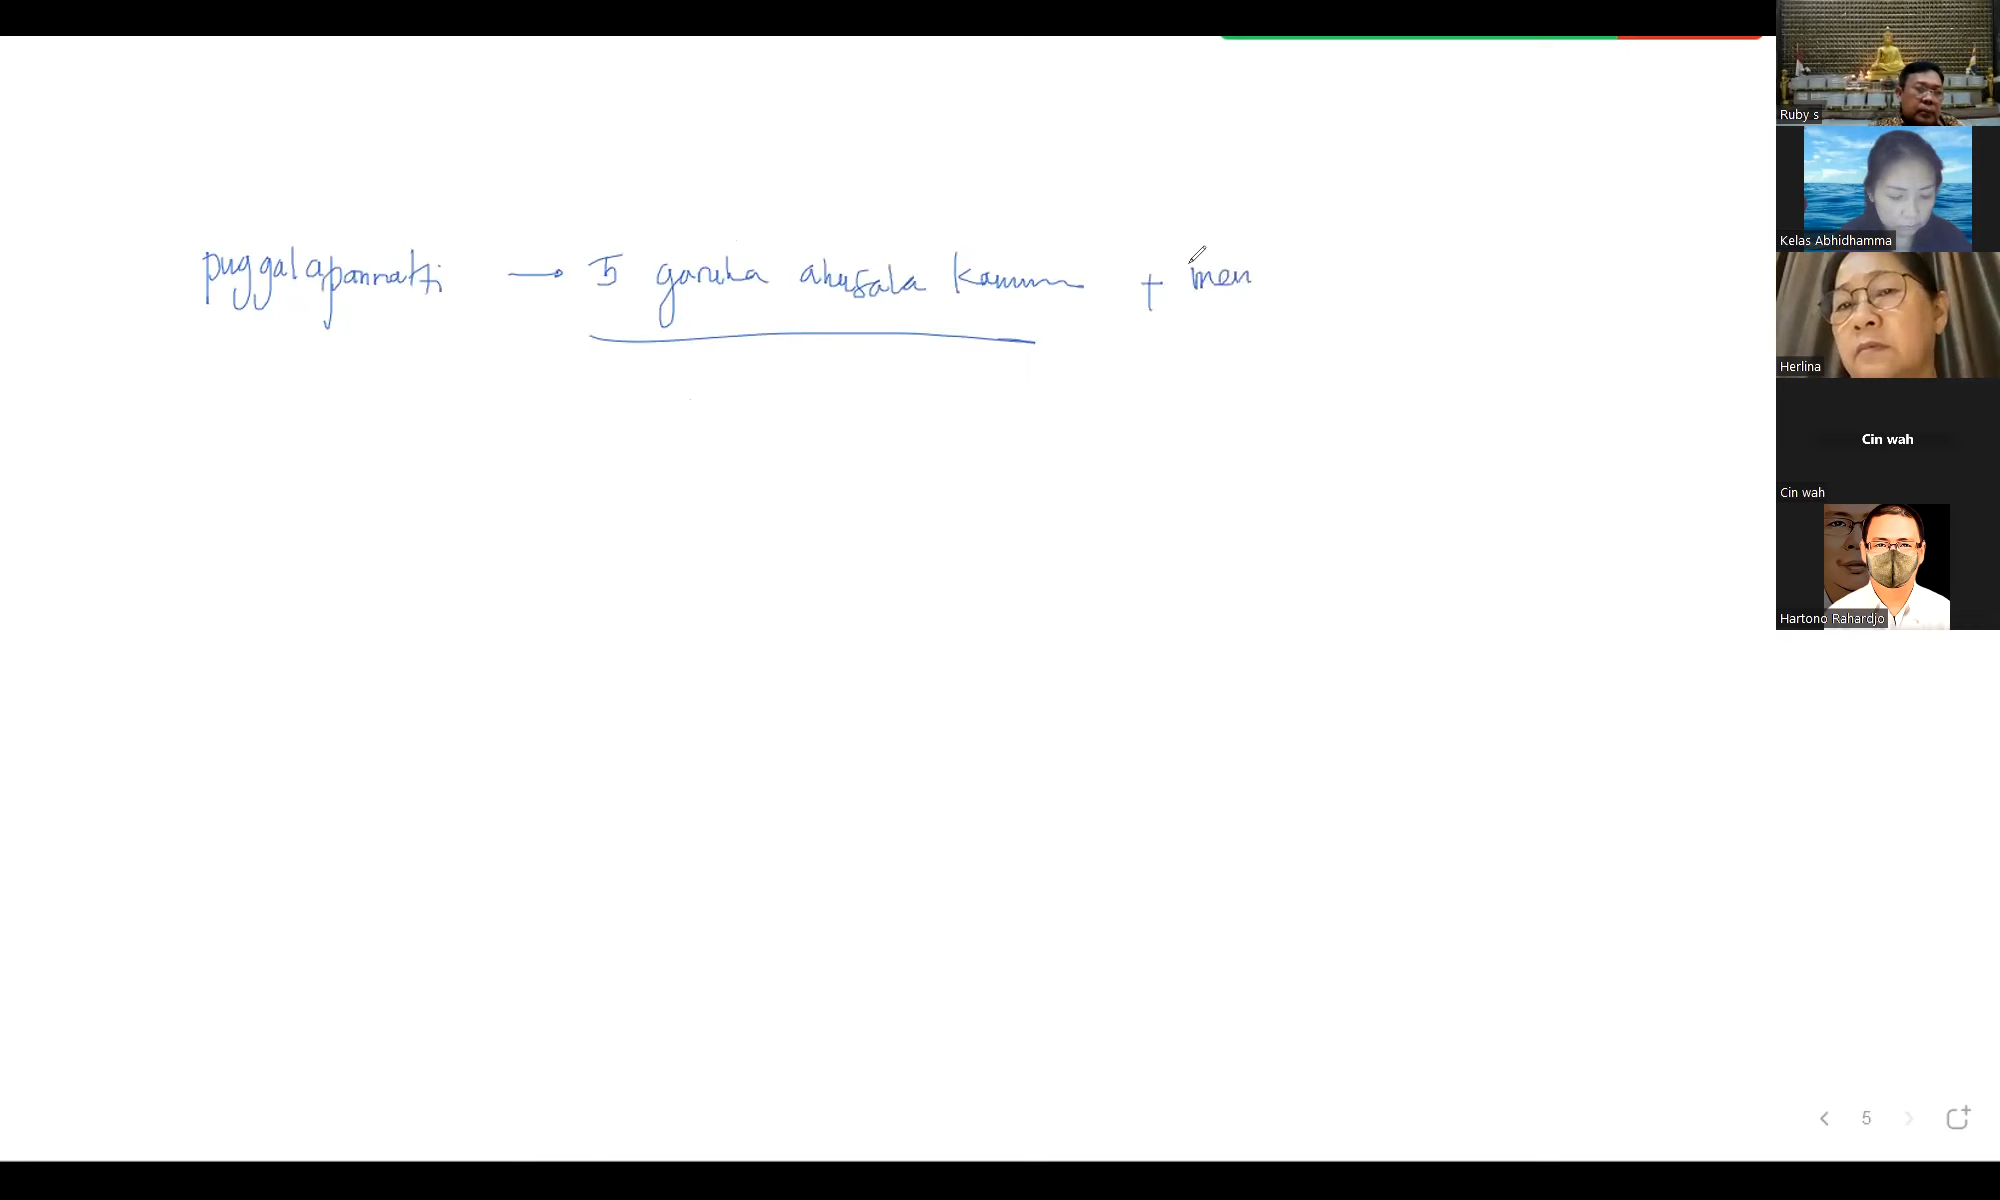 puggalapannatti → 5 garuka akusala kamma + men
Ruby s
Kelas Abhidhamma
Herlina
Cin wah
Cin wah
Hartono Rahardjo
5